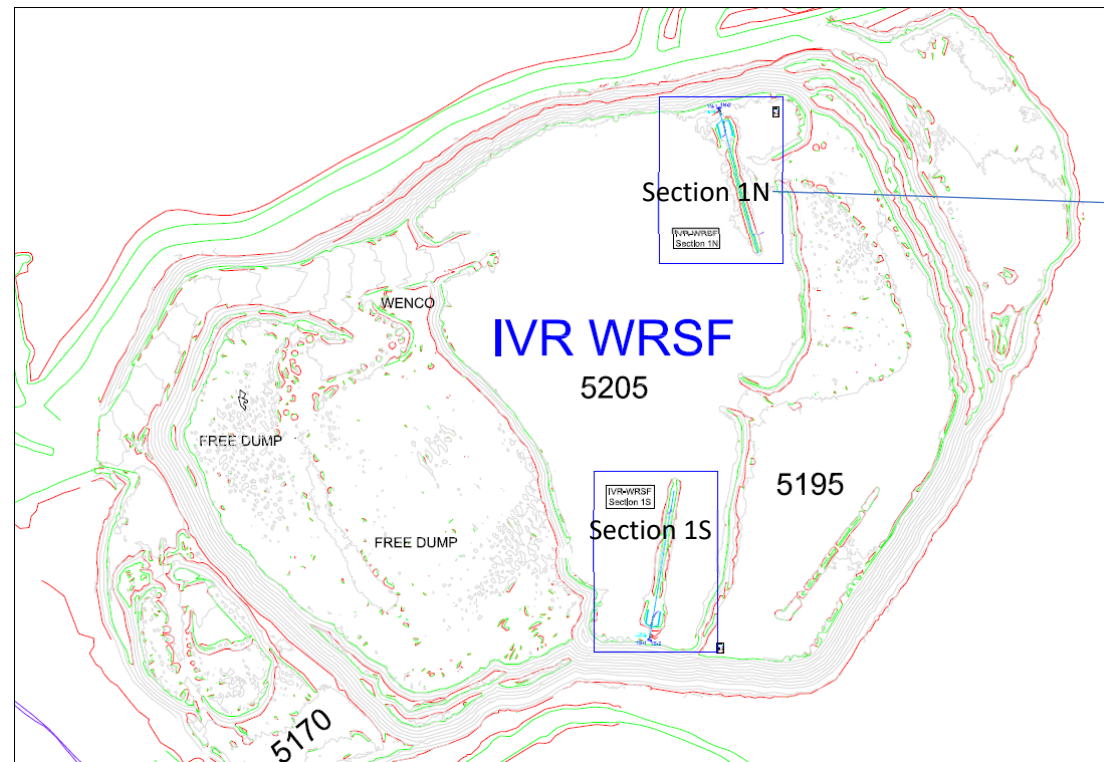 Section 1N
IVR-WRSF
Section 1N
WENCO
IVR WRSF
5205
FREE DUMP
5195
IVR-WRSF
Section 1S
Section 1S
FREE DUMP
5170